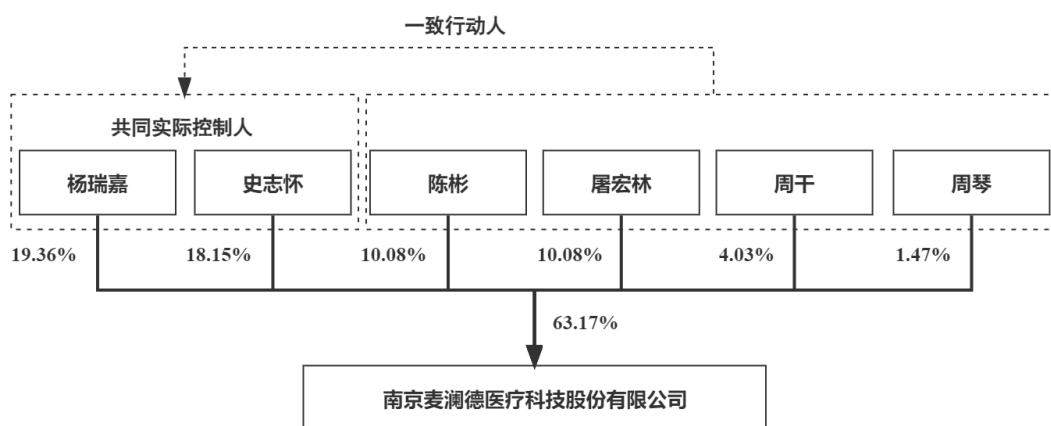 一致行动人
共同实际控制人
杨瑞嘉 史志怀 陈彬 屠宏林 周干 周琴
19.36% 18.15% 10.08% 10.08% 4.03% 1.47%
63.17%
南京麦澜德医疗科技股份有限公司